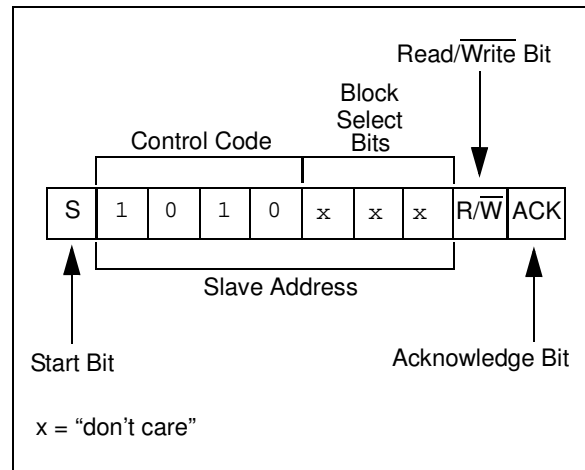 Read/Write Bit
Block
Select
Bits
Control Code
S 1 0 1 0 x x x R/W ACK
Slave Address
Start Bit
Acknowledge Bit
x = “don’t care”